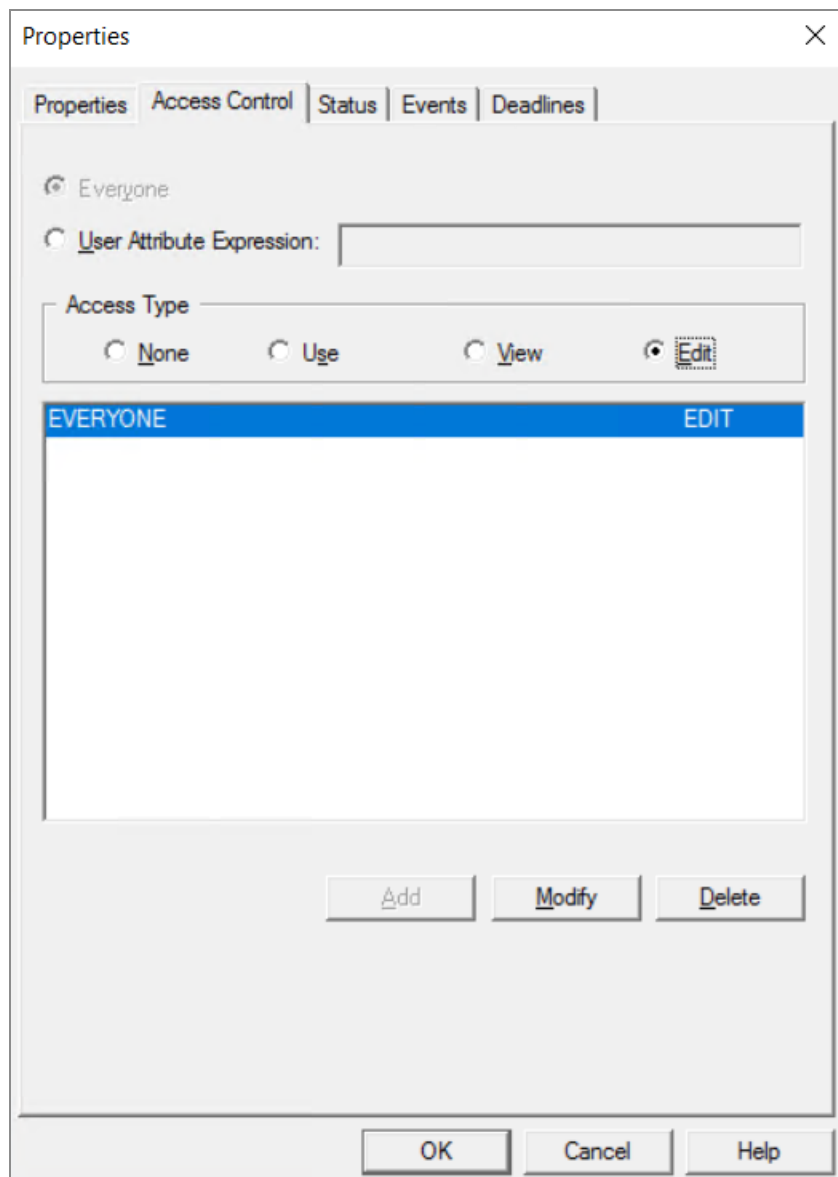 Properties
Properties Access Control Status Events Deadlines
Everyone
User Attribute Expression:
Access Type
None Use View Edit
EVERYONE EDIT
Add Modify Delete
OK Cancel Help